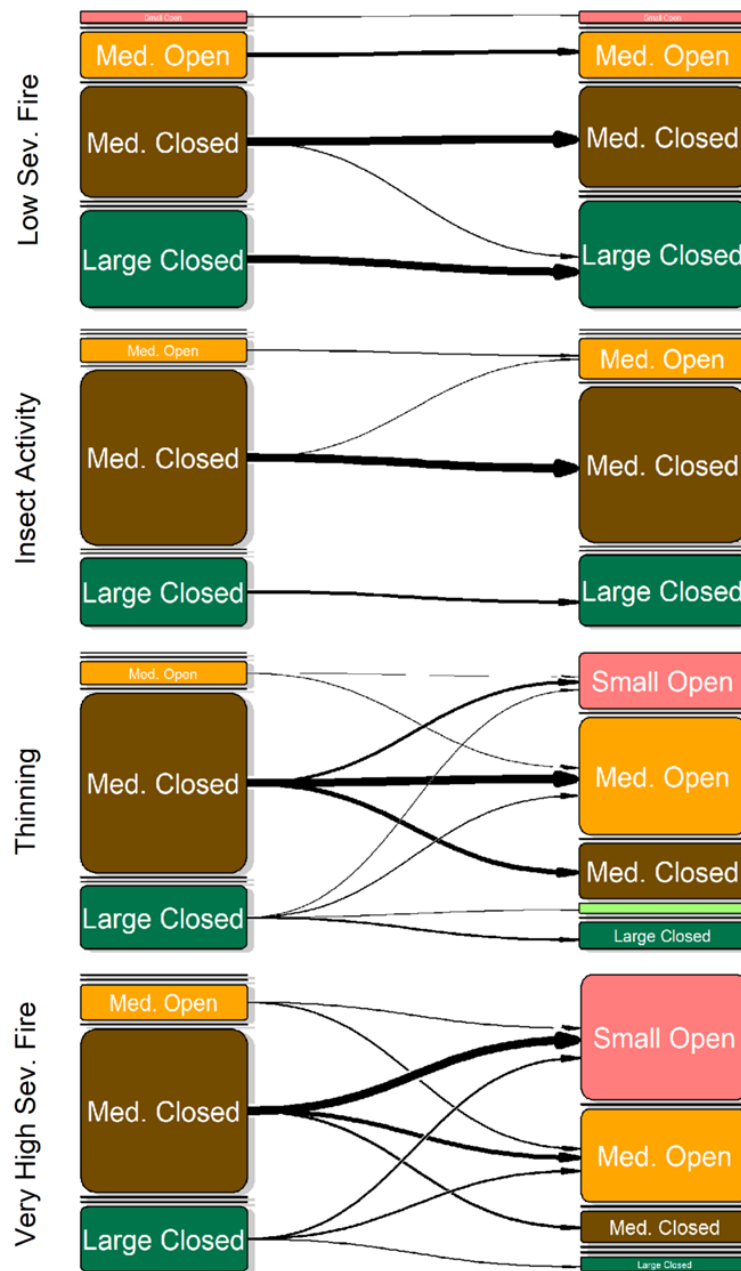 Low Sev. Fire
Small Open
Small Open
Med. Open
Med. Open
Med. Closed
Med. Closed
Large Closed
Large Closed
Insect Activity
Med. Open
Med. Open
Med. Closed
Med. Closed
Large Closed
Large Closed
Thinning
Med. Open
Small Open
Med. Closed
Med. Open
Med. Closed
Large Closed
Large Closed
Very High Sev. Fire
Med. Open
Small Open
Med. Closed
Med. Open
Med. Closed
Large Closed
Large Closed